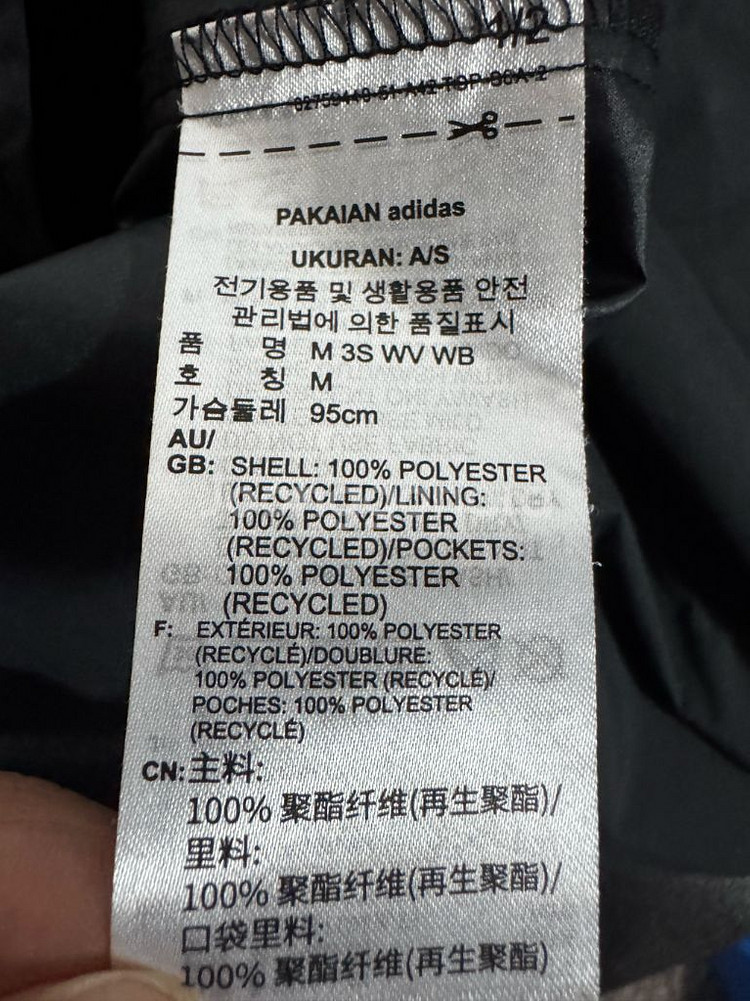 1/2
PAKAIAN adidas
UKURAN: A/S
전기용품 및 생활용품 안전
관리법에 의한 품질표시
품 명 M 3S WV WB
호 칭 M
가슴둘레 95cm
AU/
GB: SHELL: 100% POLYESTER
(RECYCLED)/LINING:
100% POLYESTER
(RECYCLED)/POCKETS:
100% POLYESTER
(RECYCLED)
F: EXTÉRIEUR: 100% POLYESTER
(RECYCLÉ)/DOUBLURE:
100% POLYESTER (RECYCLÉ)/
POCHES: 100% POLYESTER
(RECYCLÉ)
CN: 主料:
100% 聚酯纤维(再生聚酯)/
里料:
100% 聚酯纤维(再生聚酯)/
口袋里料:
100% 聚酯纤维(再生聚酯)